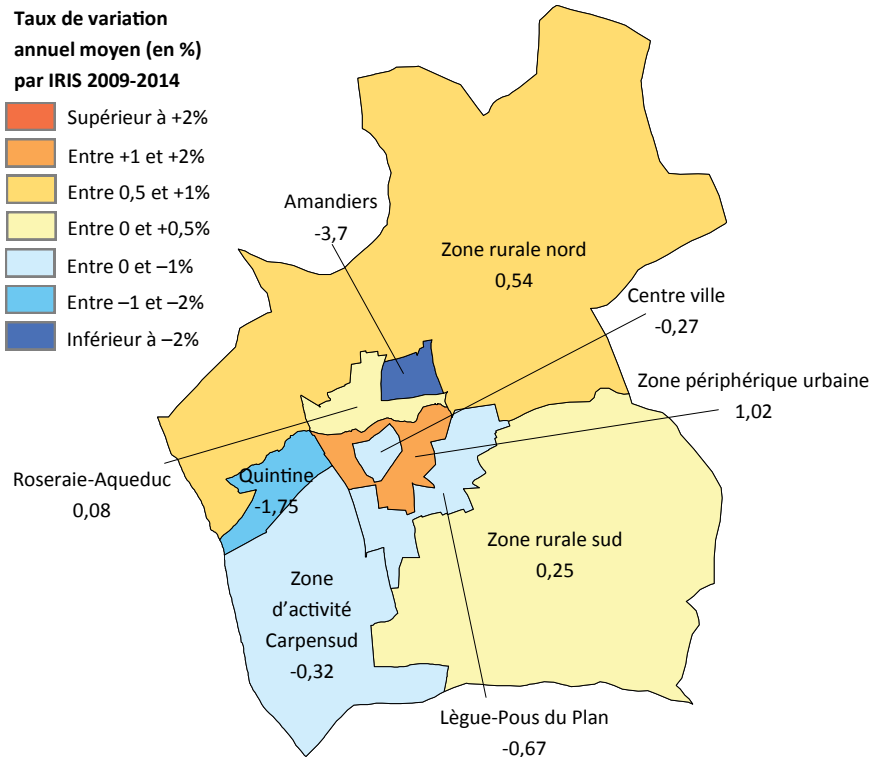 Taux de variation
annuel moyen (en %)
par IRIS 2009-2014
Supérieur à +2%
Entre +1 et +2%
Entre 0,5 et +1%
Entre 0 et +0,5%
Entre 0 et –1%
Entre –1 et –2%
Inférieur à –2%
Amandiers
-3,7
Zone rurale nord
0,54
Centre ville
-0,27
Zone périphérique urbaine
1,02
Roseraie-Aqueduc
0,08
Quintine
-1,75
Zone rurale sud
0,25
Zone
d'activité
Carpensud
-0,32
Lègue-Pous du Plan
-0,67